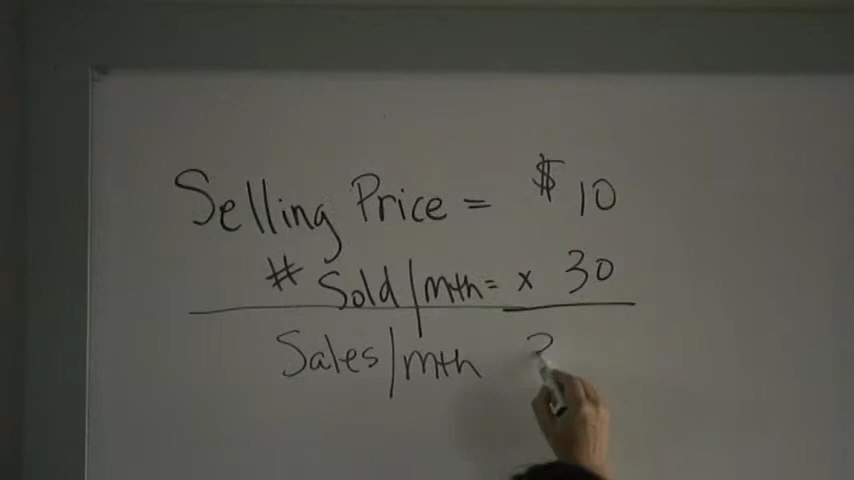 Selling Price = $ 10
# Sold/mth = x 30
Sales/mth